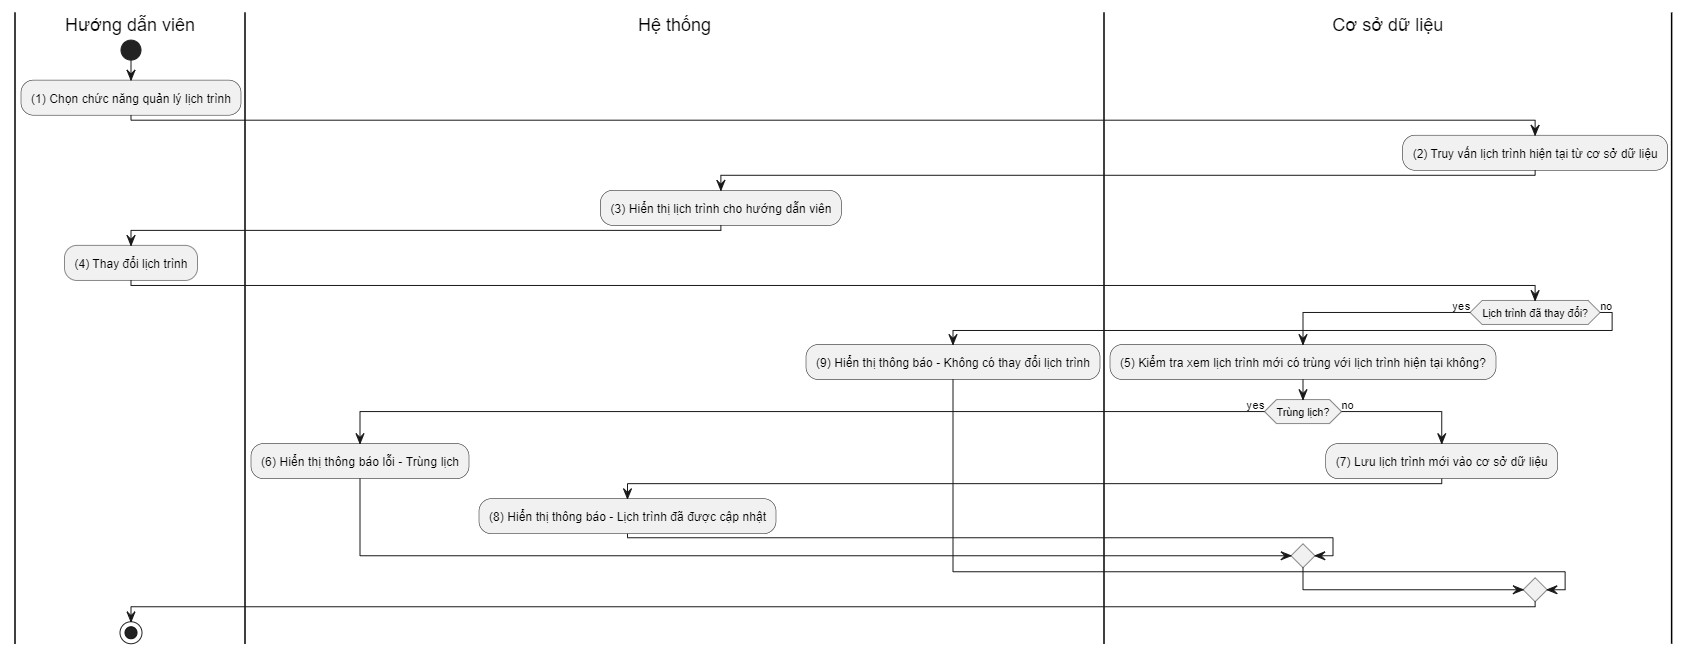 Hướng dẫn viên
Hệ thống
Cơ sở dữ liệu
(1) Chọn chức năng quản lý lịch trình
(2) Truy vấn lịch trình hiện tại từ cơ sở dữ liệu
(3) Hiển thị lịch trình cho hướng dẫn viên
(4) Thay đổi lịch trình
yes
Lịch trình đã thay đổi?
no
(9) Hiển thị thông báo - Không có thay đổi lịch trình
(5) Kiểm tra xem lịch trình mới có trùng với lịch trình hiện tại không?
yes
Trùng lịch?
no
(6) Hiển thị thông báo lỗi - Trùng lịch
(7) Lưu lịch trình mới vào cơ sở dữ liệu
(8) Hiển thị thông báo - Lịch trình đã được cập nhật